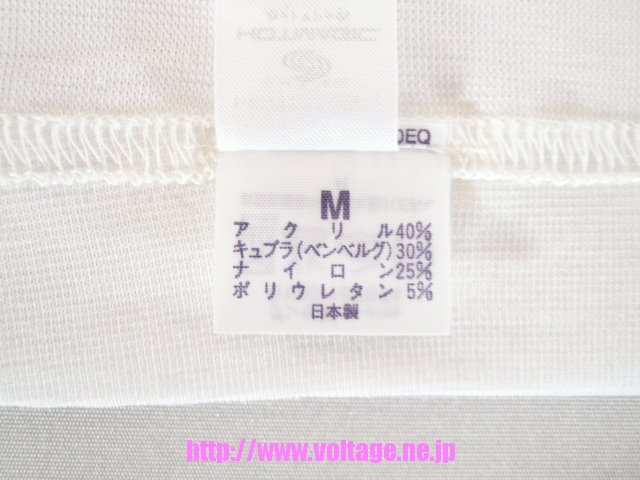 0EQ
M
アクリル40%
キュプラ(ベンベルグ)30%
ナイロン25%
ポリウレタン 5%
日本製
http://www.voltage.ne.jp